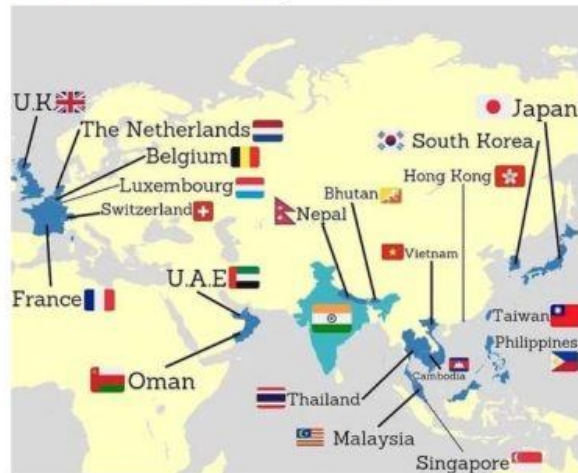 U.K.
Japan
The Netherlands
South Korea
Belgium
Hong Kong
Luxembourg
Bhutan
Switzerland
Nepal
Vietnam
U.A.E
France
Taiwan
Philippines
Cambodia
Oman
Thailand
Malaysia
Singapore